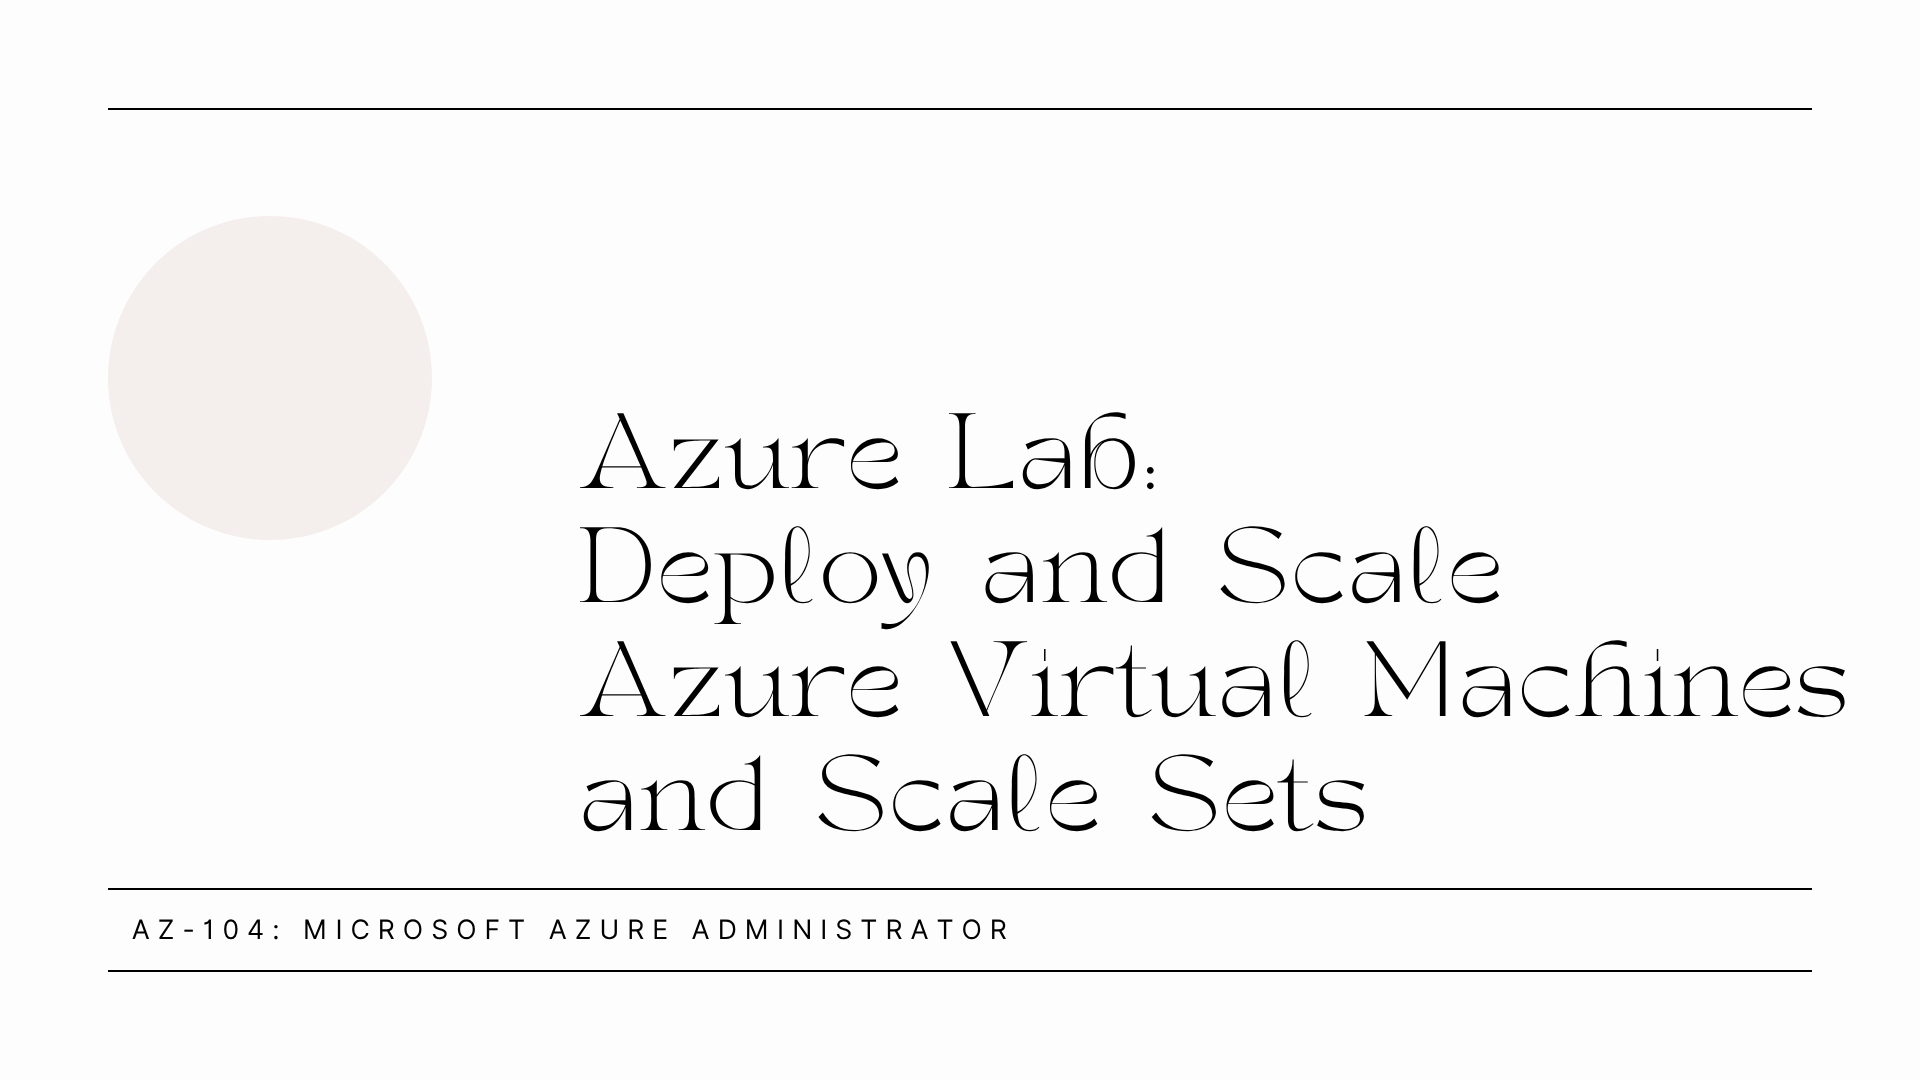 Azure Lab:
Deploy and Scale
Azure Virtual Machines
and Scale Sets
AZ-104: MICROSOFT AZURE ADMINISTRATOR